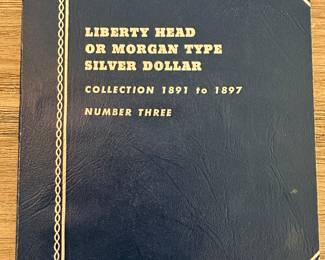 LIBERTY HEAD
OR MORGAN TYPE
SILVER DOLLAR
COLLECTION 1891 to 1897
NUMBER THREE